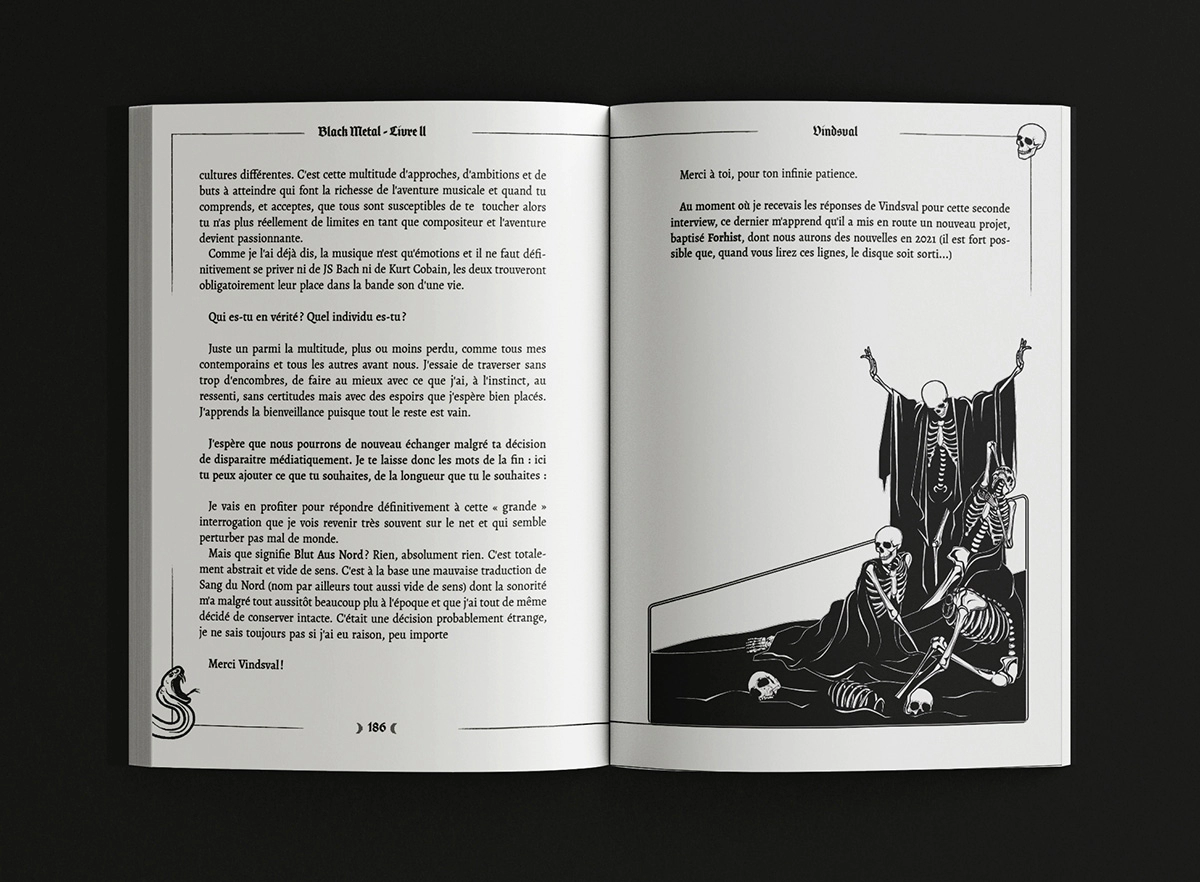 Black Metal - Livre II
cultures différentes. C'est cette multitude d'approches, d'ambitions et de
buts à atteindre qui font la richesse de l'aventure musicale et quand tu
comprends, et acceptes, que tous sont susceptibles de te  toucher alors
tu n'as plus réellement de limites en tant que compositeur et l'aventure
devient passionnante.
Comme je l'ai déjà dis, la musique n'est qu'émotions et il ne faut défi-
nitivement se priver ni de JS Bach ni de Kurt Cobain, les deux trouveront
obligatoirement leur place dans la bande son d'une vie.
Qui es-tu en vérité ? Quel individu es-tu ?
Juste un parmi la multitude, plus ou moins perdu, comme tous mes
contemporains et tous les autres avant nous. J'essaie de traverser sans
trop d'encombres, de faire au mieux avec ce que j'ai, à l'instinct, au
ressenti, sans certitudes mais avec des espoirs que j'espère bien placés.
J'apprends la bienveillance puisque tout le reste est vain.
J'espère que nous pourrons de nouveau échanger malgré ta décision
de disparaitre médiatiquement. Je te laisse donc les mots de la fin : ici
tu peux ajouter ce que tu souhaites, de la longueur que tu le souhaites :
Je vais en profiter pour répondre définitivement à cette « grande »
interrogation que je vois revenir très souvent sur le net et qui semble
perturber pas mal de monde.
Mais que signifie Blut Aus Nord ? Rien, absolument rien. C'est totale-
ment abstrait et vide de sens. C'est à la base une mauvaise traduction de
Sang du Nord (nom par ailleurs tout aussi vide de sens) dont la sonorité
m'a malgré tout aussitôt beaucoup plu à l'époque et que j'ai tout de même
décidé de conserver intacte. C'était une décision probablement étrange,
je ne sais toujours pas si j'ai eu raison, peu importe
Merci Vindsval !
186
Vindsval
Merci à toi, pour ton infinie patience.
Au moment où je recevais les réponses de Vindsval pour cette seconde
interview, ce dernier m'apprend qu'il a mis en route un nouveau projet,
baptisé Forhist, dont nous aurons des nouvelles en 2021 (il est fort pos-
sible que, quand vous lirez ces lignes, le disque soit sorti...)